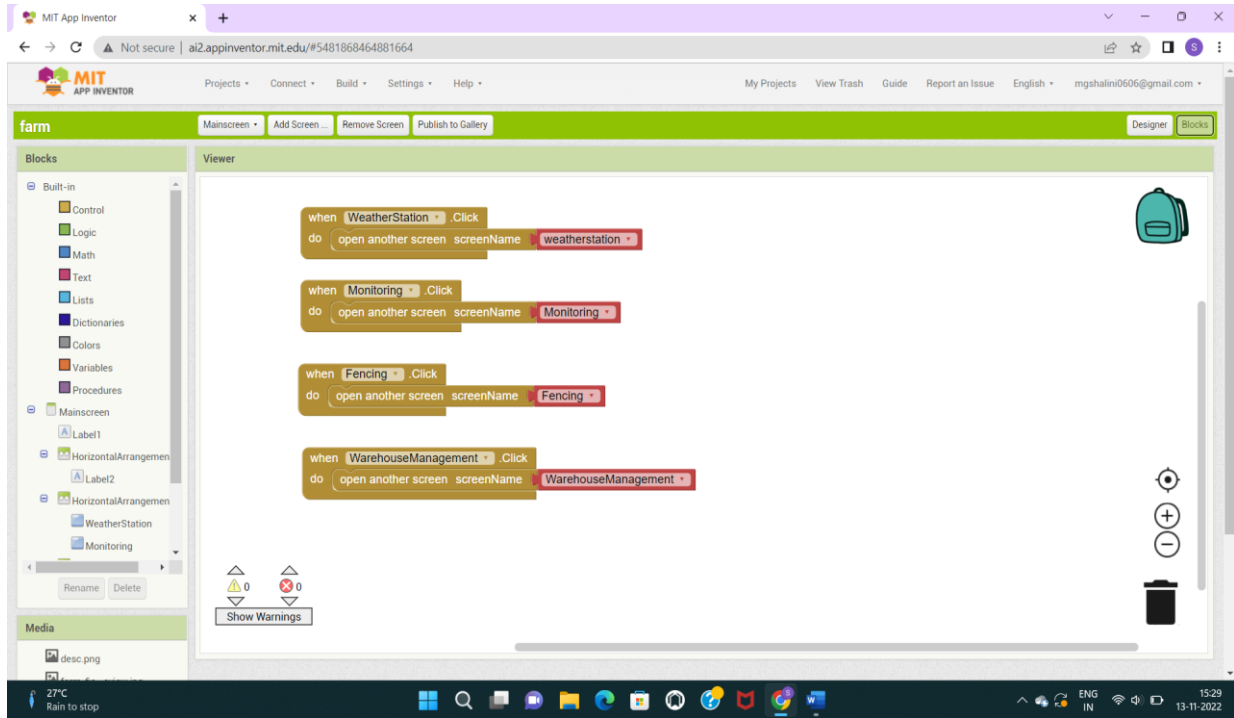 MIT App Inventor
Not secure | ai2.appinventor.mit.edu/#5481868464881664
S
MIT
APP INVENTOR
Projects Connect Build Settings Help My Projects View Trash Guide Report an Issue English mgshalini0606@gmail.com
farm Mainscreen Add Screen ... Remove Screen Publish to Gallery Designer Blocks
Blocks Viewer
Built-in
Control
Logic
Math
Text
Lists
Dictionaries
Colors
Variables
Procedures
Mainscreen
A Label1
HorizontalArrangemen
A Label2
HorizontalArrangemen
WeatherStation
Monitoring
Rename Delete
when WeatherStation .Click
do open another screen screenName weatherstation
when Monitoring .Click
do open another screen screenName Monitoring
when Fencing .Click
do open another screen screenName Fencing
when WarehouseManagement .Click
do open another screen screenName WarehouseManagement
0 0
Show Warnings
Media
desc.png
27°C
Rain to stop
ENG
IN
15:29
13-11-2022